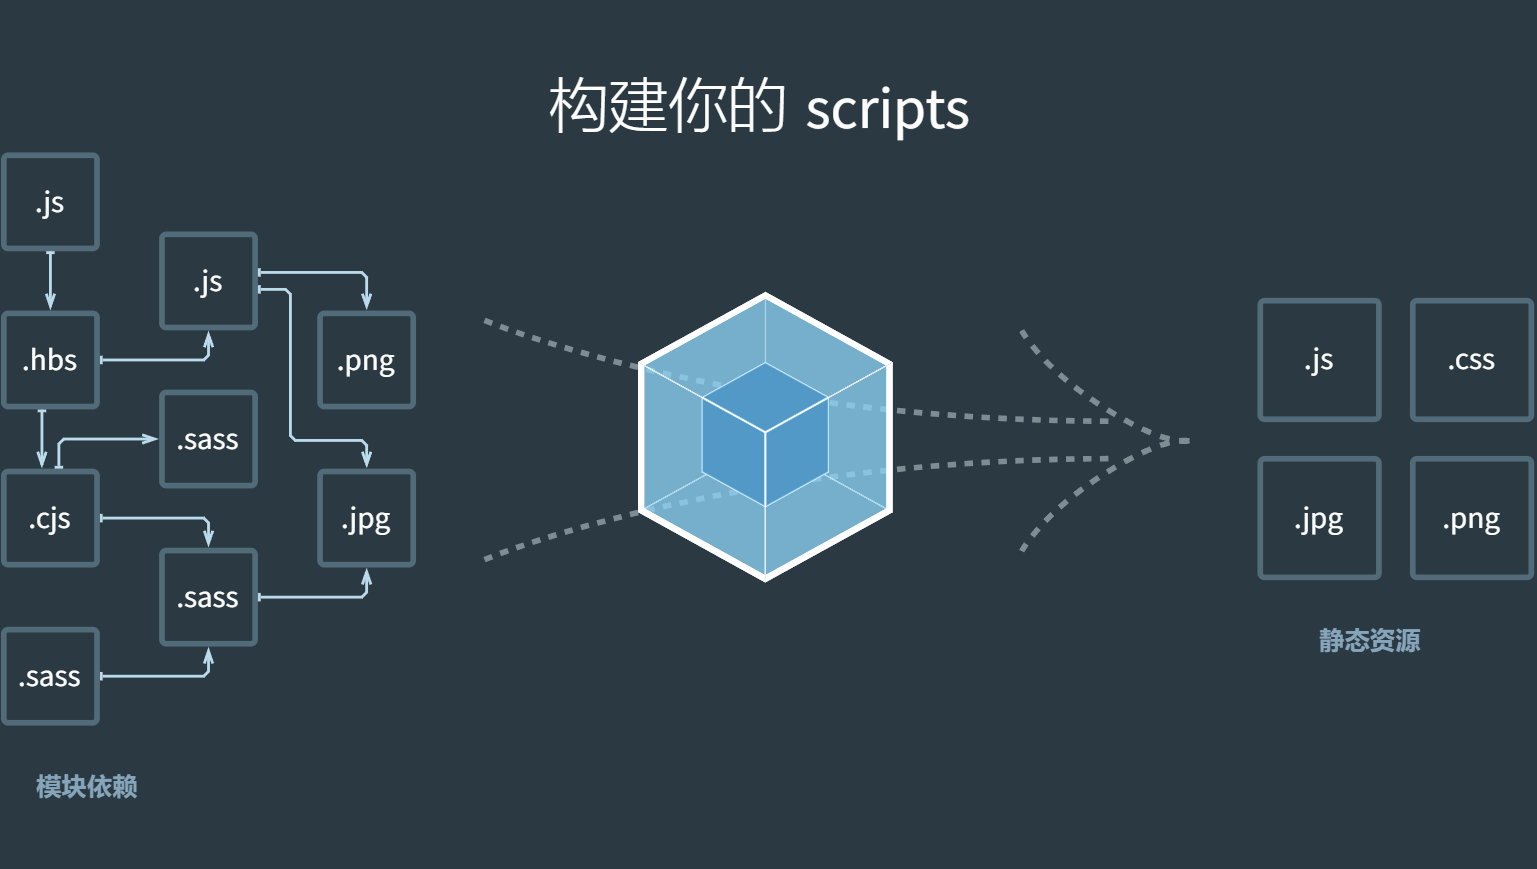 构建你的 scripts
.js
.js
.hbs
.png
.sass
.cjs
.jpg
.sass
.sass
模块依赖
.js
.css
.jpg
.png
静态资源